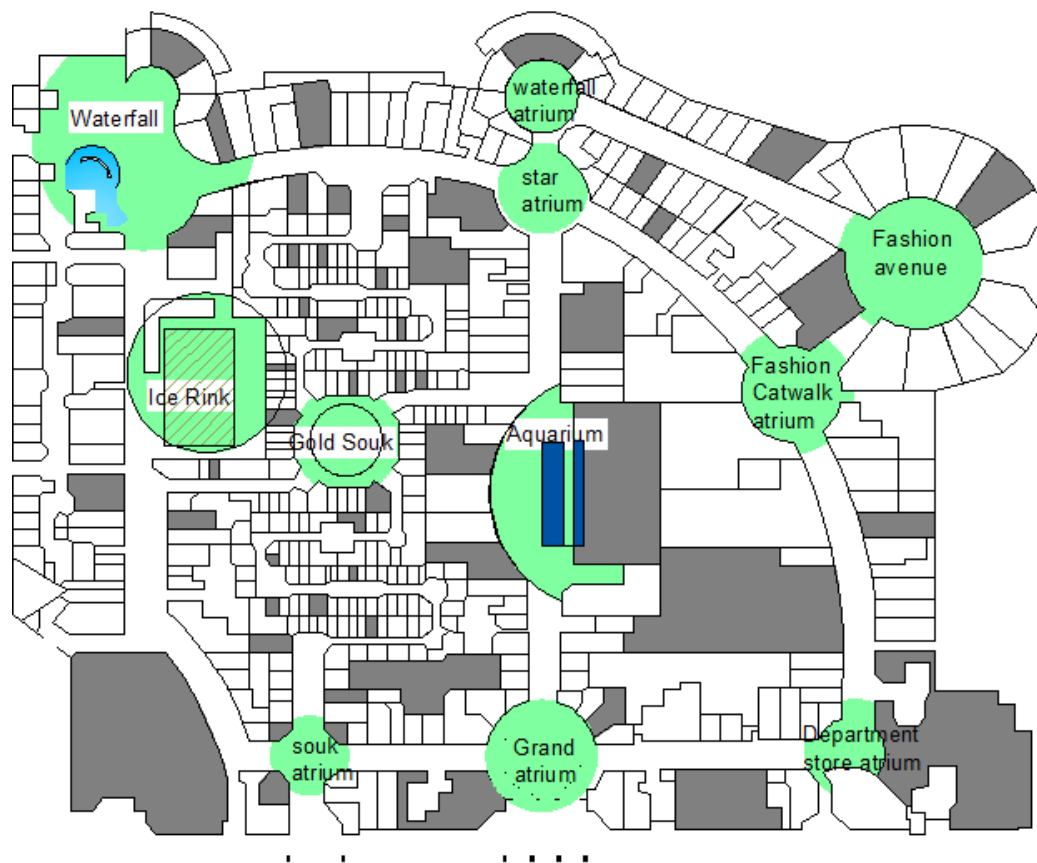 waterfall
atrium
Waterfall
star
atrium
Fashion
avenue
Fashion
Catwalk
atrium
Ice Rink
Gold Souk
Aquarium
souk
atrium
Grand
atrium
Department
store atrium